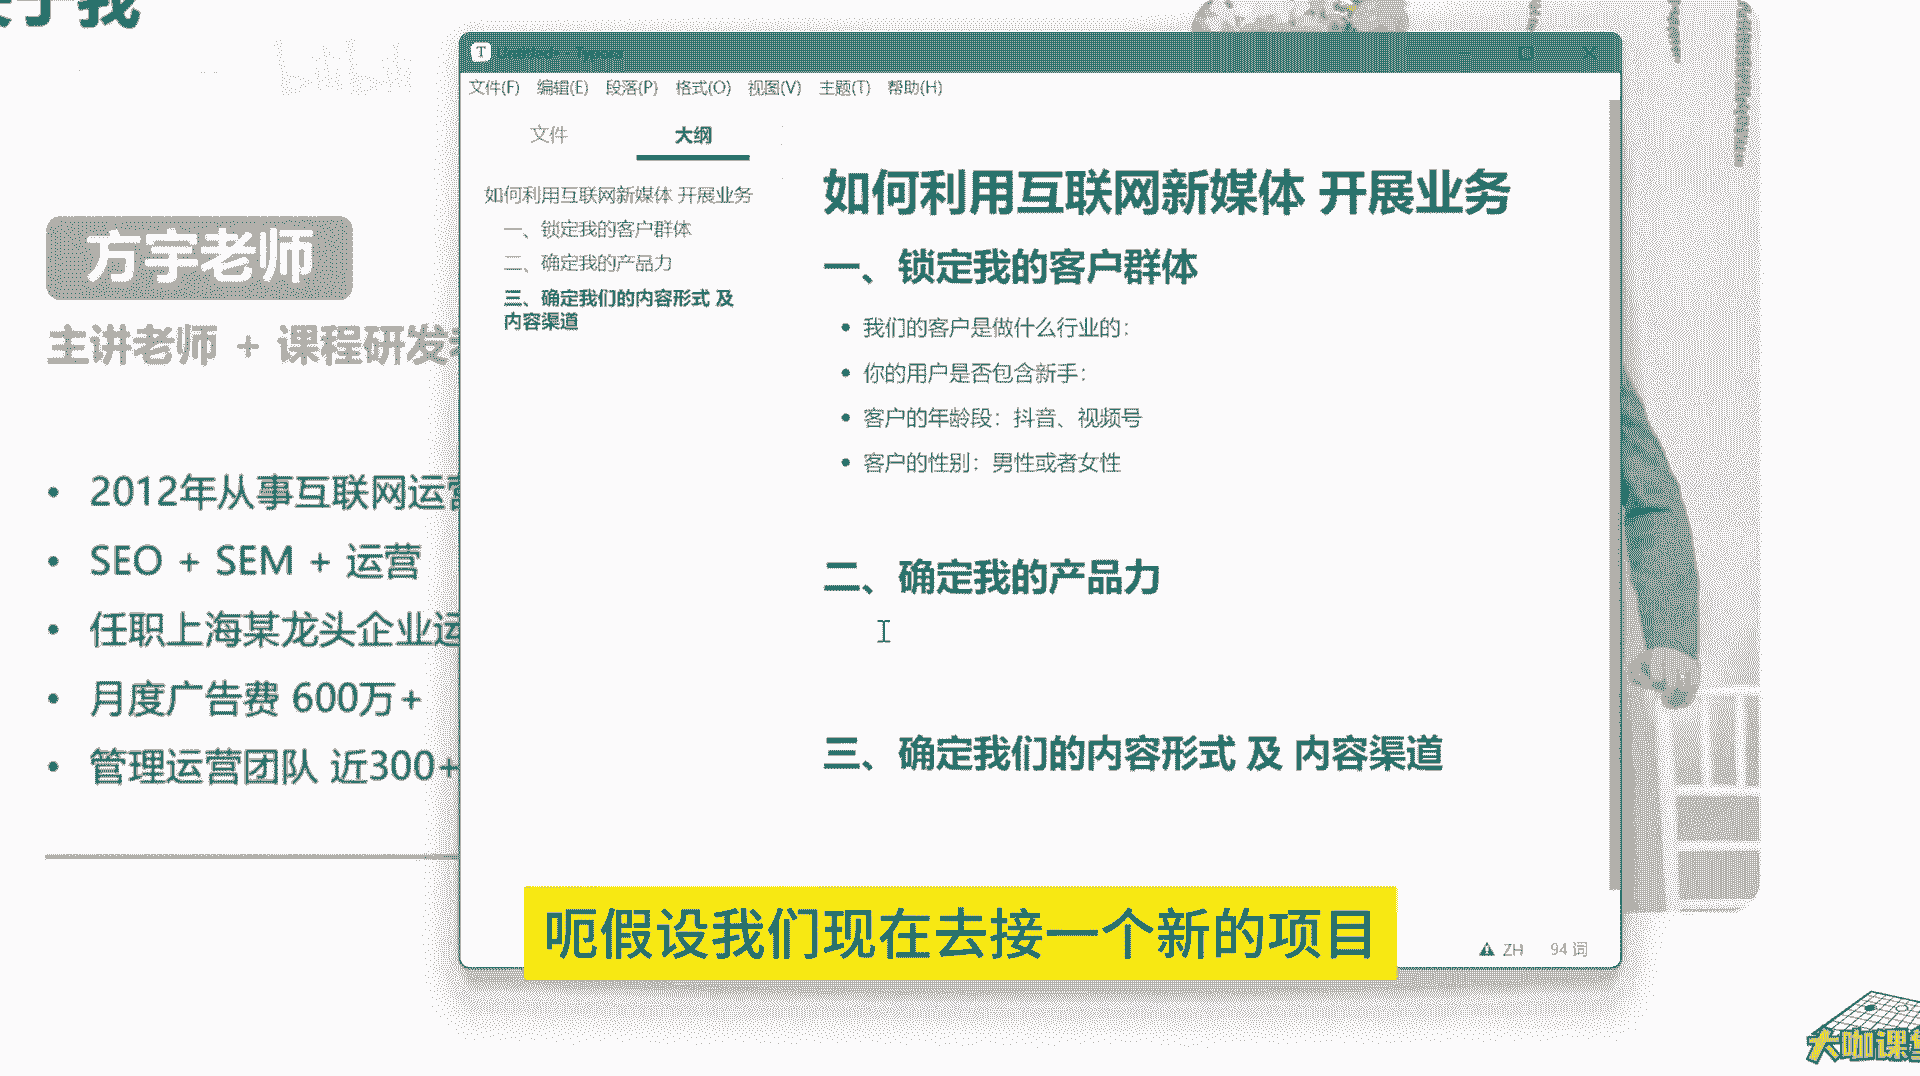 关于我
bilibili
方宇老师
主讲老师 + 课程研发
2012年从事互联网运营
SEO + SEM + 运营
任职上海某龙头企业运
月度广告费 600万+
管理运营团队 近300+
Untitled - Typora
文件(F) 编辑(E) 段落(P) 格式(O) 视图(V) 主题(T) 帮助(H)
文件 大纲
如何利用互联网新媒体 开展业务
一、锁定我的客户群体
二、确定我的产品力
三、确定我们的内容形式 及
内容渠道
如何利用互联网新媒体 开展业务
一、锁定我的客户群体
我们的客户是做什么行业的：
你的用户是否包含新手：
客户的年龄段：抖音、视频号
客户的性别：男性或者女性
二、确定我的产品力
三、确定我们的内容形式 及 内容渠道
ZH 94 词
呃假设我们现在去接一个新的项目
大咖课堂